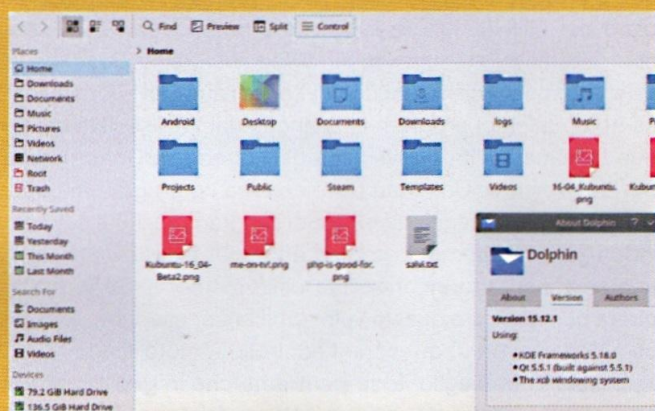 Find Preview Split Control
Places
Home
Downloads
Documents
Music
Pictures
Videos
Network
Root
Trash
Recently Saved
Today
Yesterday
This Month
Last Month
Search For
Documents
Images
Audio Files
Videos
Devices
79.2 GiB Hard Drive
136.5 GiB Hard Drive
> Home
Android Desktop Documents Downloads logs Music
Projects Public Steam Templates Videos 16-04_Kubuntu.
png
Kubuntu-16_04-
Beta2.png
me-on-tv!.png
php-is-good-for.
png
salvi.txt
About Dolphin
Dolphin
About Version Authors
Version 15.12.1
Using:
KDE Frameworks 5.18.0
Qt 5.5.1 (built against 5.5.1)
The xcb windowing system